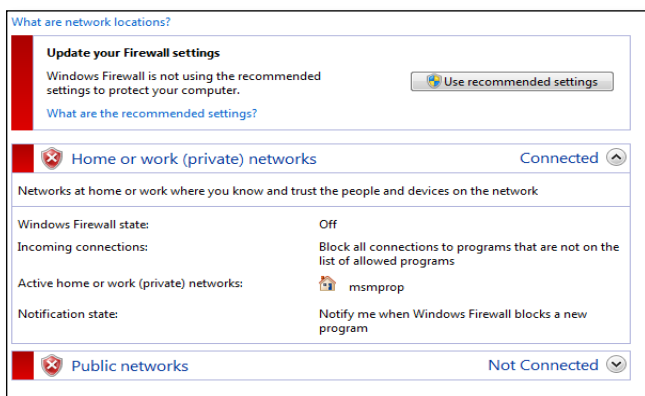 What are network locations?
Update your Firewall settings
Windows Firewall is not using the recommended
settings to protect your computer.
Use recommended settings
What are the recommended settings?
Home or work (private) networks Connected
Networks at home or work where you know and trust the people and devices on the network
Windows Firewall state: Off
Incoming connections: Block all connections to programs that are not on the
list of allowed programs
Active home or work (private) networks: msmprop
Notification state: Notify me when Windows Firewall blocks a new
program
Public networks Not Connected